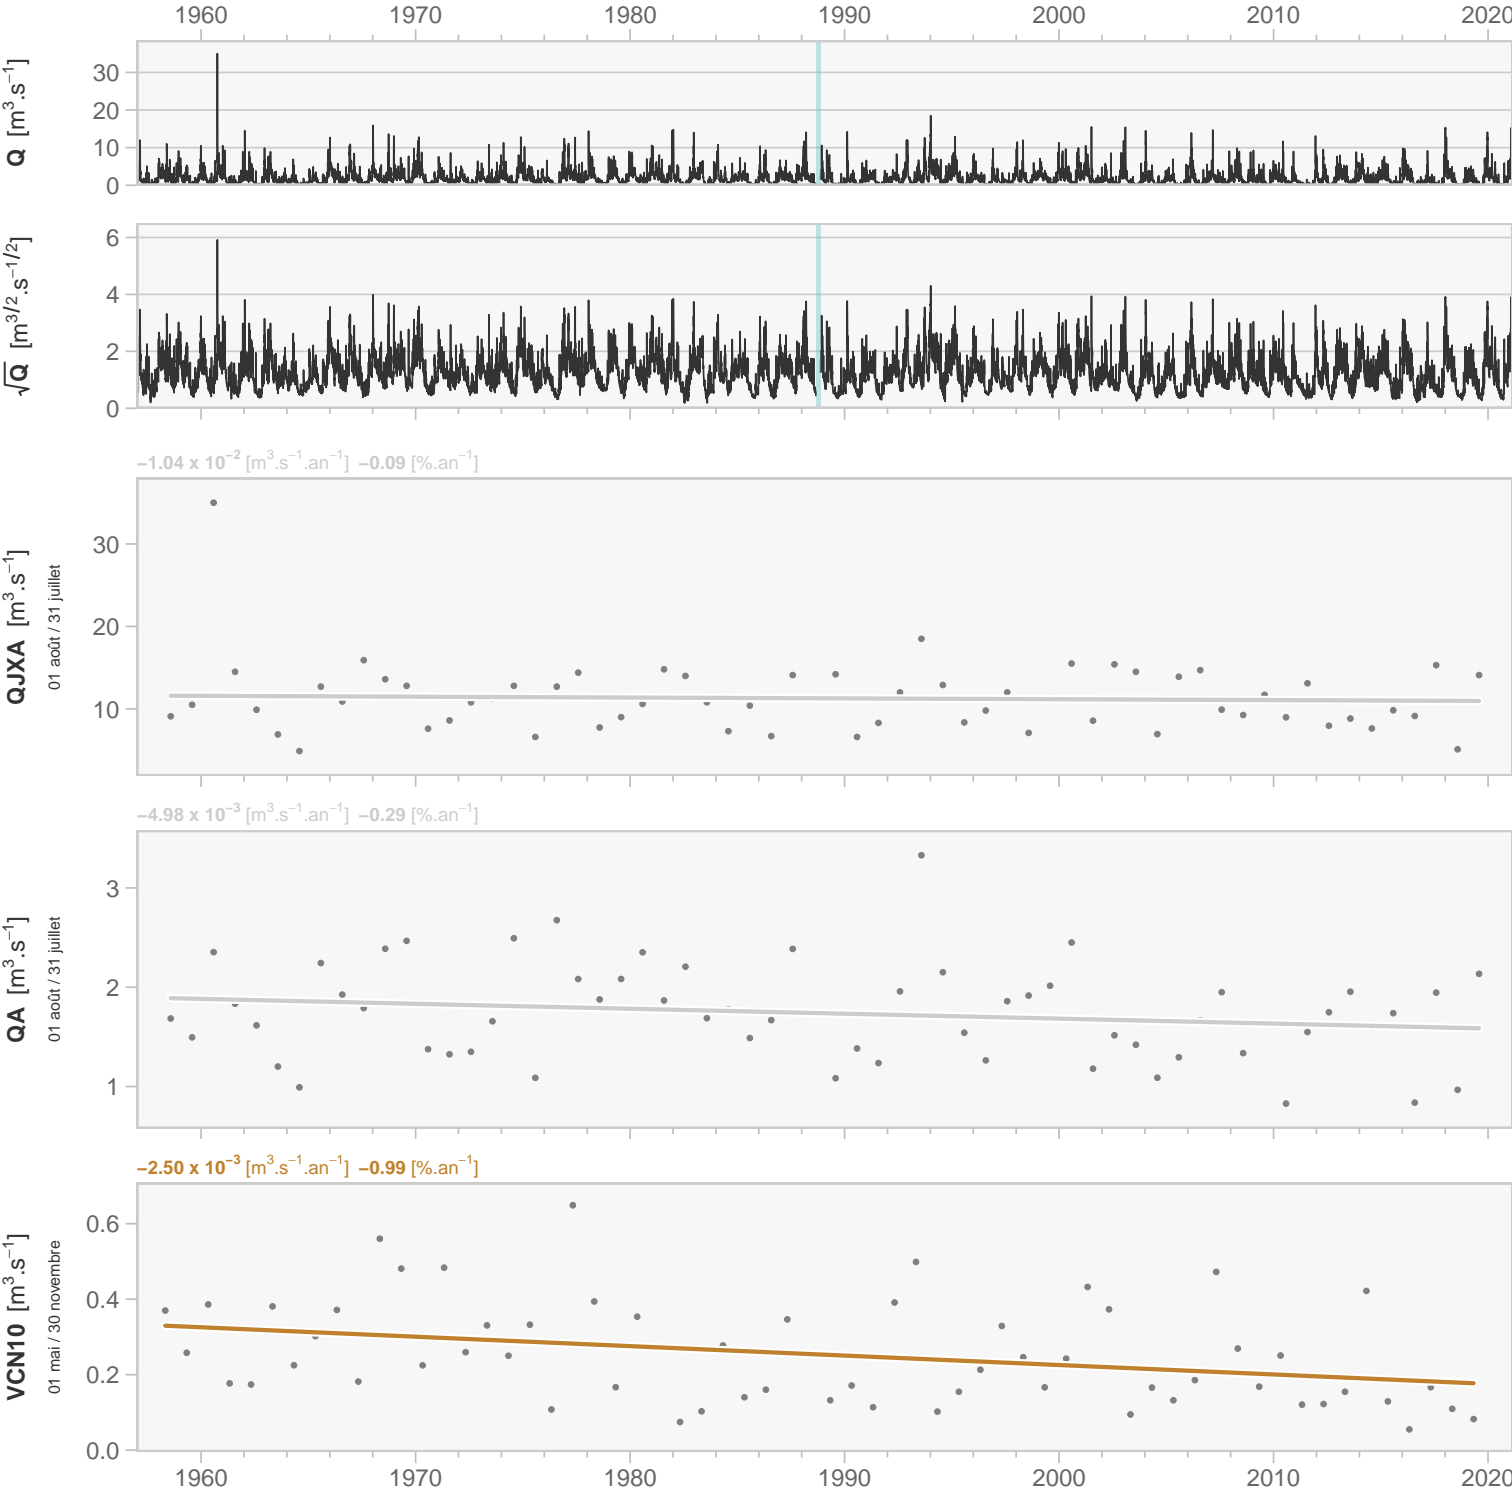 1960 1970 1980 1990 2000 2010 2020
Q [m³.s⁻¹]
30
20
10
0
√Q [m³ᐟ².s⁻¹ᐟ²]
6
4
2
0
−1.04 x 10⁻² [m³.s⁻¹.an⁻¹] −0.09 [%.an⁻¹]
QJXA [m³.s⁻¹]
01 août / 31 juillet
30
20
10
−4.98 x 10⁻³ [m³.s⁻¹.an⁻¹] −0.29 [%.an⁻¹]
QA [m³.s⁻¹]
01 août / 31 juillet
3
2
1
−2.50 x 10⁻³ [m³.s⁻¹.an⁻¹] −0.99 [%.an⁻¹]
VCN10 [m³.s⁻¹]
01 mai / 30 novembre
0.6
0.4
0.2
0.0
1960 1970 1980 1990 2000 2010 2020